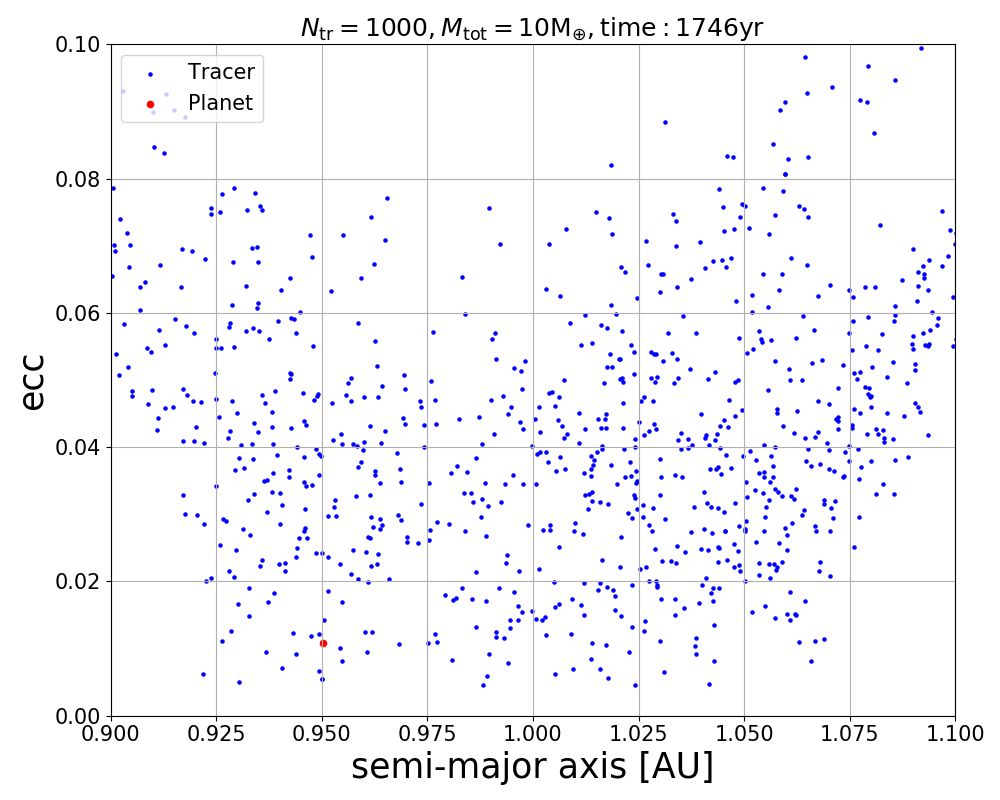 N_tr = 1000, M_tot = 10M_⊕, time : 1746yr
Tracer
Planet
ecc
0.10
0.08
0.06
0.04
0.02
0.00
0.900 0.925 0.950 0.975 1.000 1.025 1.050 1.075 1.100
semi-major axis [AU]